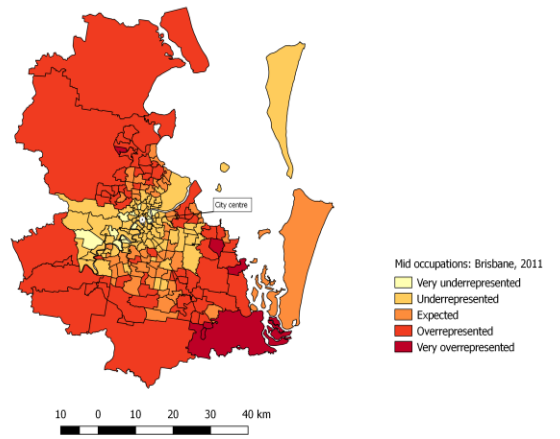 City centre
Mid occupations: Brisbane, 2011
Very underrepresented
Underrepresented
Expected
Overrepresented
Very overrepresented
10 0 10 20 30 40 km